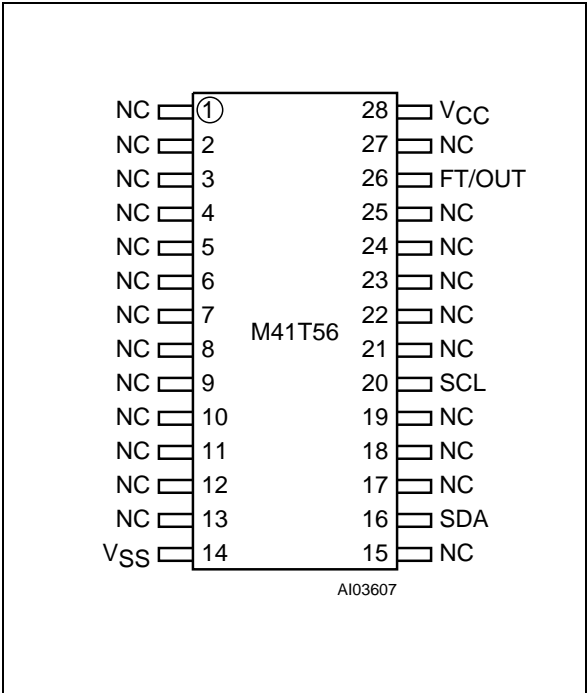 NC 1 28 VCC
NC 2 27 NC
NC 3 26 FT/OUT
NC 4 25 NC
NC 5 24 NC
NC 6 23 NC
NC 7 22 NC
M41T56
NC 8 21 NC
NC 9 20 SCL
NC 10 19 NC
NC 11 18 NC
NC 12 17 NC
NC 13 16 SDA
VSS 14 15 NC
AI03607